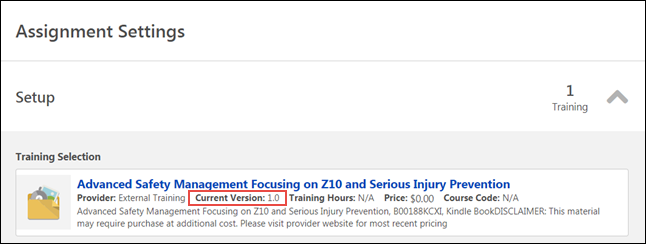 Assignment Settings
Setup
1
Training
Training Selection
Advanced Safety Management Focusing on Z10 and Serious Injury Prevention
Provider: External Training Current Version: 1.0 Training Hours: N/A Price: $0.00 Course Code: N/A
Advanced Safety Management Focusing on Z10 and Serious Injury Prevention, B00188KCXI, Kindle BookDISCLAIMER: This material
may require purchase at additional cost. Please visit provider website for most recent pricing